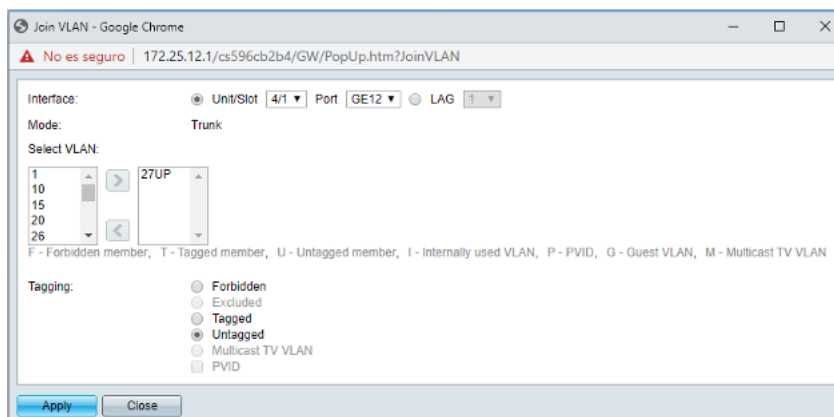 Join VLAN - Google Chrome
No es seguro | 172.25.12.1/cs596cb2b4/GW/PopUp.htm?JoinVLAN
Interface: Unit/Slot 4/1 Port GE12 LAG 1
Mode: Trunk
Select VLAN:
1 27UP
10
15
20
26
F - Forbidden member, T - Tagged member, U - Untagged member, I - Internally used VLAN, P - PVID, G - Guest VLAN, M - Multicast TV VLAN
Tagging: Forbidden
Excluded
Tagged
Untagged
Multicast TV VLAN
PVID
Apply Close